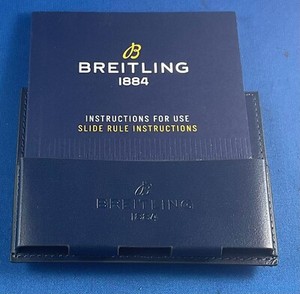 B
BREITLING
1884
INSTRUCTIONS FOR USE
SLIDE RULE INSTRUCTIONS
B
BREITLING
1884